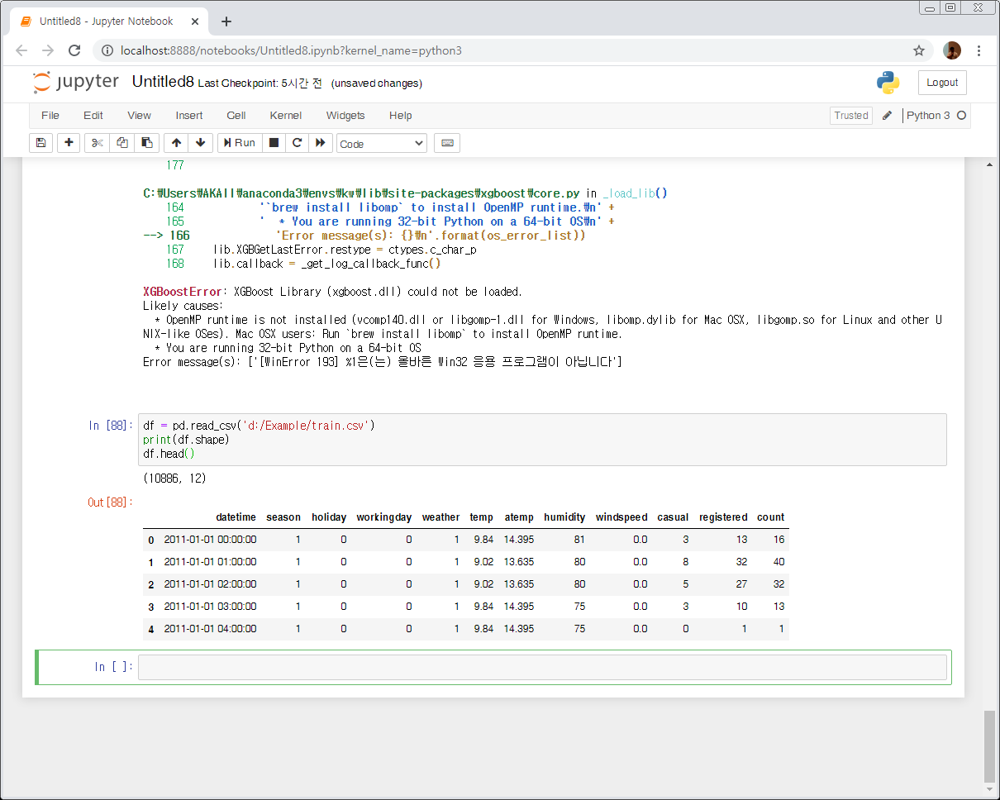 Untitled8 - Jupyter Notebook
localhost:8888/notebooks/Untitled8.ipynb?kernel_name=python3
jupyter Untitled8 Last Checkpoint: 5시간 전 (unsaved changes)
Logout
File Edit View Insert Cell Kernel Widgets Help
Trusted
Python 3
Run
Code
177
C:₩Users₩AKAII₩anaconda3₩envs₩kw₩lib₩site-packages₩xgboost₩core.py in _load_lib()
164 '`brew install libomp` to install OpenMP runtime.₩n' +
165 ' * You are running 32-bit Python on a 64-bit OS₩n' +
--> 166 'Error message(s): {}₩n'.format(os_error_list))
167 lib.XGBGetLastError.restype = ctypes.c_char_p
168 lib.callback = _get_log_callback_func()
XGBoostError: XGBoost Library (xgboost.dll) could not be loaded.
Likely causes:
* OpenMP runtime is not installed (vcomp140.dll or libgomp-1.dll for Windows, libomp.dylib for Mac OSX, libgomp.so for Linux and other U
NIX-like OSes). Mac OSX users: Run `brew install libomp` to install OpenMP runtime.
* You are running 32-bit Python on a 64-bit OS
Error message(s): ['[WinError 193] %1은(는) 올바른 Win32 응용 프로그램이 아닙니다']
In [88]: df = pd.read_csv('d:/Example/train.csv')
print(df.shape)
df.head()
(10886, 12)
Out[88]:
datetime season holiday workingday weather temp atemp humidity windspeed casual registered count
0 2011-01-01 00:00:00 1 0 0 1 9.84 14.395 81 0.0 3 13 16
1 2011-01-01 01:00:00 1 0 0 1 9.02 13.635 80 0.0 8 32 40
2 2011-01-01 02:00:00 1 0 0 1 9.02 13.635 80 0.0 5 27 32
3 2011-01-01 03:00:00 1 0 0 1 9.84 14.395 75 0.0 3 10 13
4 2011-01-01 04:00:00 1 0 0 1 9.84 14.395 75 0.0 0 1 1
In [ ]: